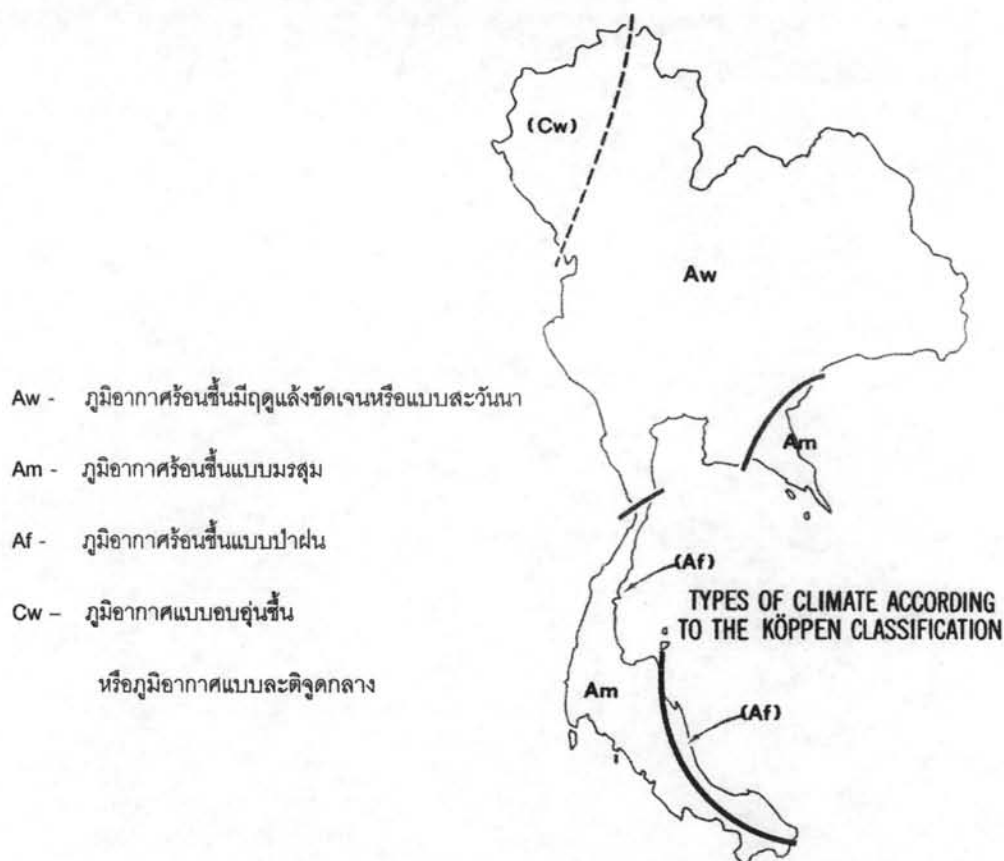 (Cw)
Aw
Aw - ภูมิอากาศร้อนชื้นมีฤดูแล้งชัดเจนหรือแบบสะวันนา
Am
Am - ภูมิอากาศร้อนชื้นแบบมรสุม
Af - ภูมิอากาศร้อนชื้นแบบป่าฝน
(Af)
Cw – ภูมิอากาศแบบอบอุ่นชื้น
หรือภูมิอากาศแบบละติจูดกลาง
TYPES OF CLIMATE ACCORDING
TO THE KÖPPEN CLASSIFICATION
Am
(Af)